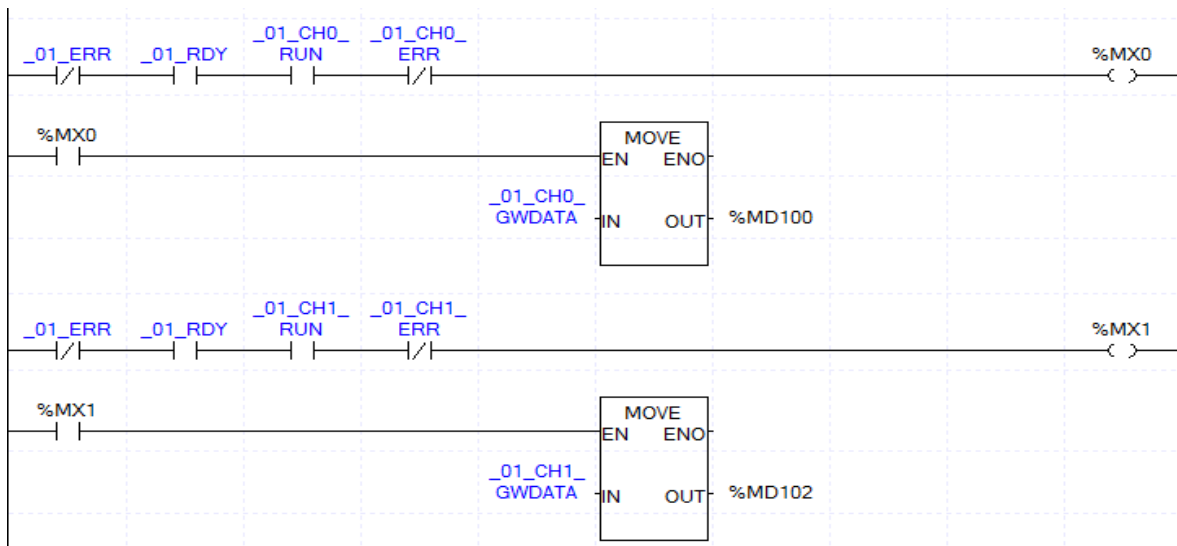 _01_CH0_ _01_CH0_
_01_ERR _01_RDY RUN ERR %MX0
%MX0
MOVE
EN ENO
_01_CH0_
GWDATA IN OUT %MD100
_01_CH1_ _01_CH1_
_01_ERR _01_RDY RUN ERR %MX1
%MX1
MOVE
EN ENO
_01_CH1_
GWDATA IN OUT %MD102